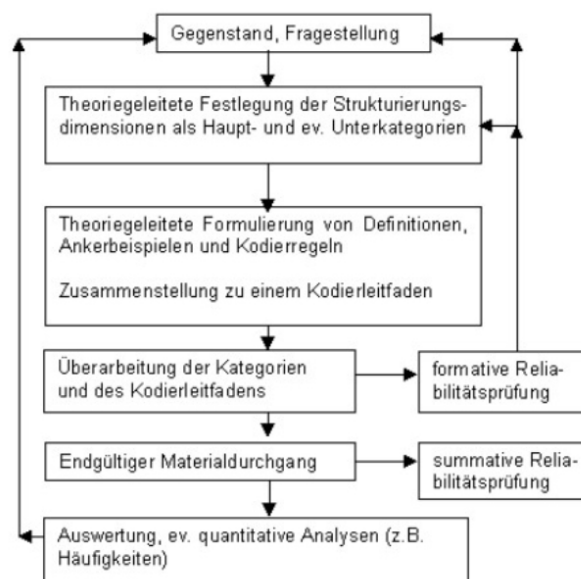 Gegenstand, Fragestellung
Theoriegeleitete Festlegung der Strukturierungs-
dimensionen als Haupt- und ev. Unterkategorien
Theoriegeleitete Formulierung von Definitionen,
Ankerbeispielen und Kodierregeln
Zusammenstellung zu einem Kodierleitfaden
Überarbeitung der Kategorien
und des Kodierleitfadens
formative Relia-
bilitätsprüfung
Endgültiger Materialdurchgang
summative Relia-
bilitätsprüfung
Auswertung, ev. quantitative Analysen (z.B.
Häufigkeiten)